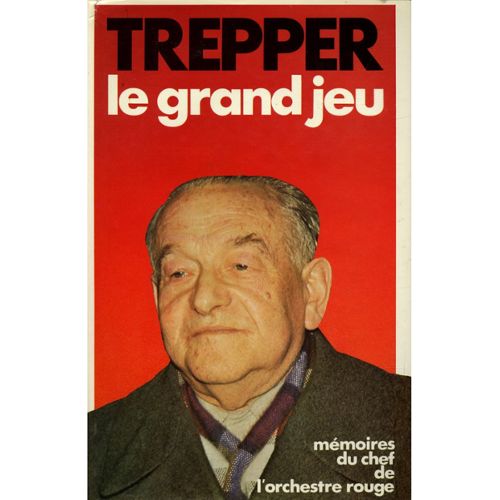 TREPPER
le grand jeu
mémoires
du chef
de
l'orchestre rouge